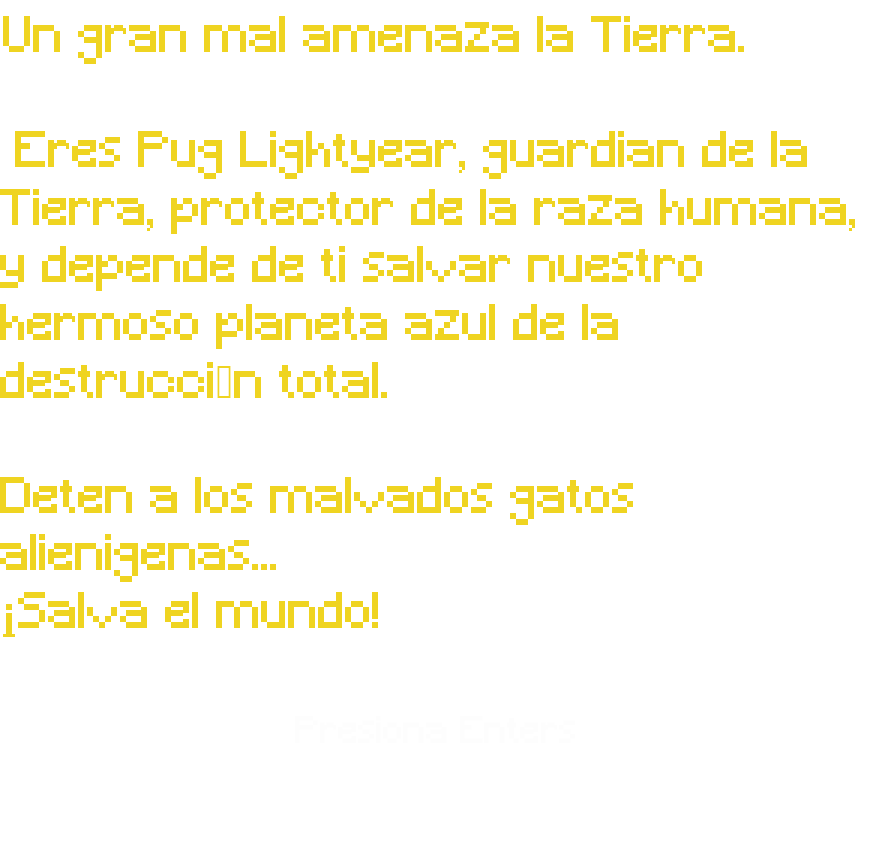 Un gran mal amenaza la Tierra.
Eres Pug Lightyear, guardian de la
Tierra, protector de la raza humana,
y depende de ti salvar nuestro
hermoso planeta azul de la
destrucci▯n total.
Deten a los malvados gatos
alienigenas...
¡Salva el mundo!
Presiona Enter